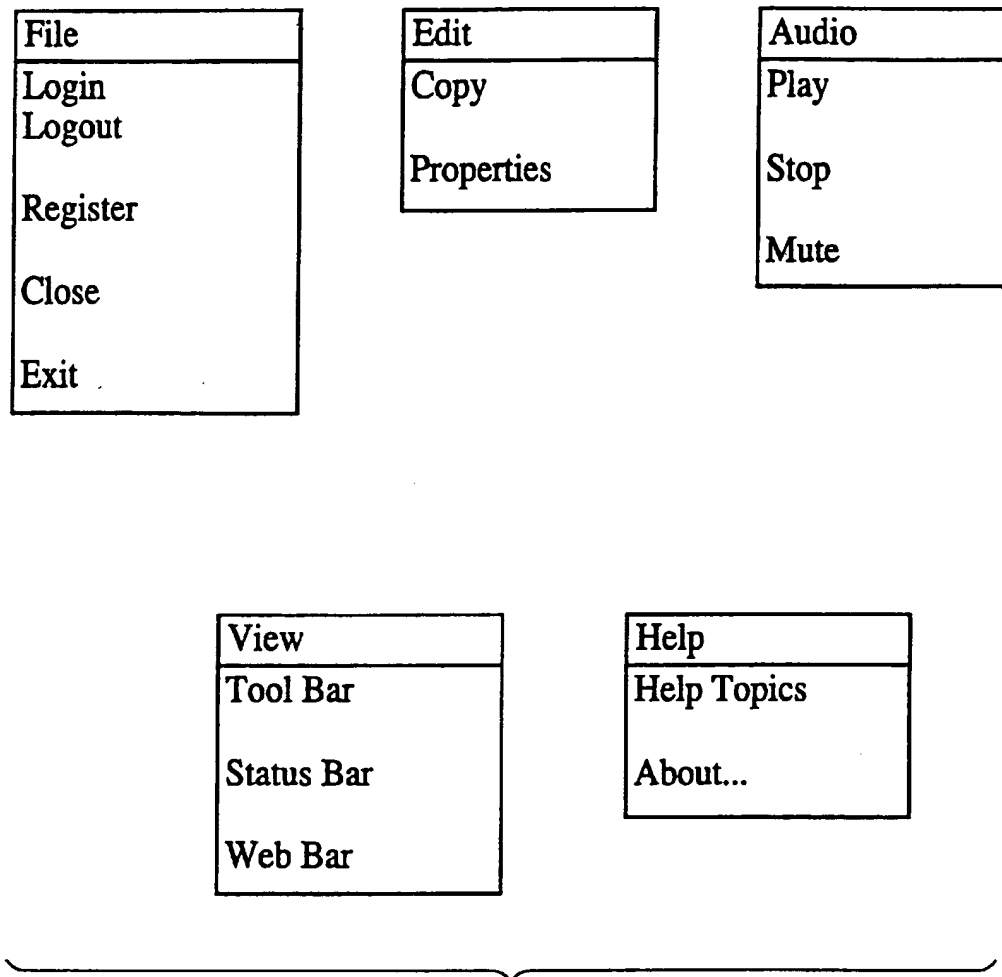 File
Login
Logout
Register
Close
Exit
Edit
Copy
Properties
Audio
Play
Stop
Mute
View
Tool Bar
Status Bar
Web Bar
Help
Help Topics
About...